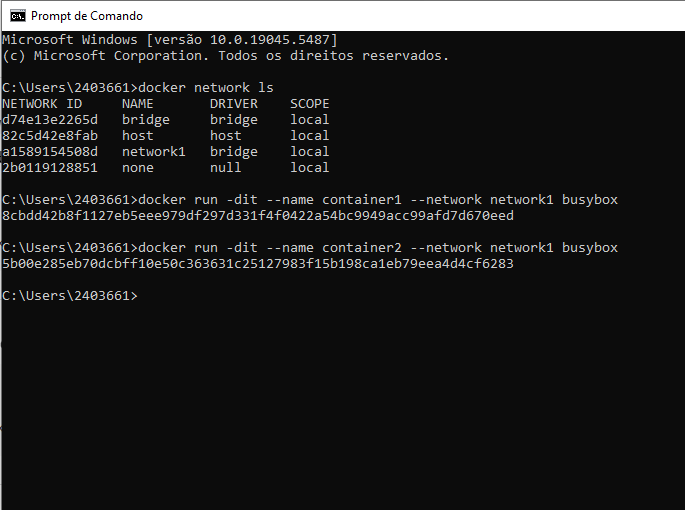 Prompt de Comando
Microsoft Windows [versão 10.0.19045.5487]
(c) Microsoft Corporation. Todos os direitos reservados.
C:\Users\2403661>docker network ls
NETWORK ID NAME DRIVER SCOPE
d74e13e2265d bridge bridge local
82c5d42e8fab host host local
a1589154508d network1 bridge local
2b0119128851 none null local
C:\Users\2403661>docker run -dit --name container1 --network network1 busybox
8cbdd42b8f1127eb5eee979df297d331f4f0422a54bc9949acc99afd7d670eed
C:\Users\2403661>docker run -dit --name container2 --network network1 busybox
5b00e285eb70dcbff10e50c363631c25127983f15b198ca1eb79eea4d4cf6283
C:\Users\2403661>